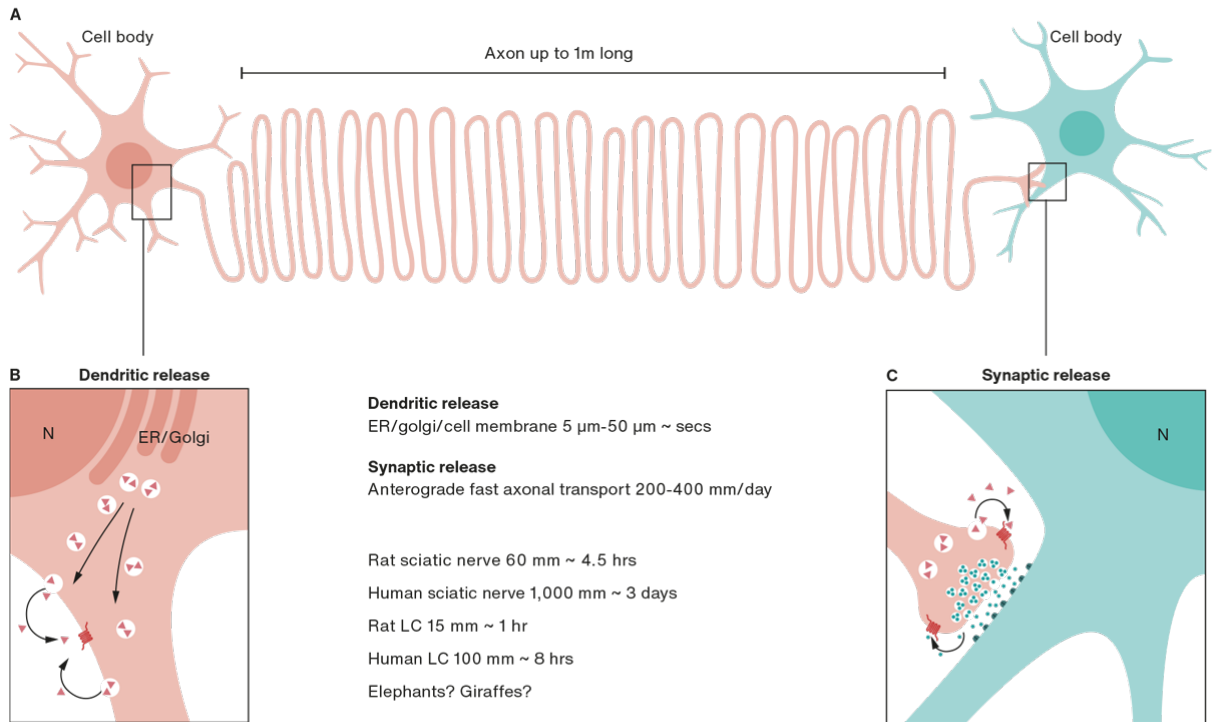 A
Cell body
Axon up to 1m long
Cell body
B
Dendritic release
N
ER/Golgi
Dendritic release
ER/golgi/cell membrane 5 µm-50 µm ~ secs
Synaptic release
Anterograde fast axonal transport 200-400 mm/day
Rat sciatic nerve 60 mm ~ 4.5 hrs
Human sciatic nerve 1,000 mm ~ 3 days
Rat LC 15 mm ~ 1 hr
Human LC 100 mm ~ 8 hrs
Elephants? Giraffes?
C
Synaptic release
N